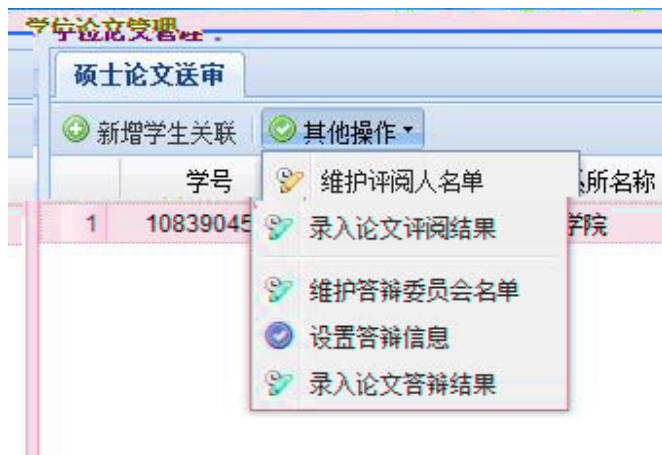 学位论文管理
硕士论文送审
新增学生关联 其他操作
学号 所名称
维护评阅人名单
1 10839045 学院
录入论文评阅结果
维护答辩委员会名单
设置答辩信息
录入论文答辩结果